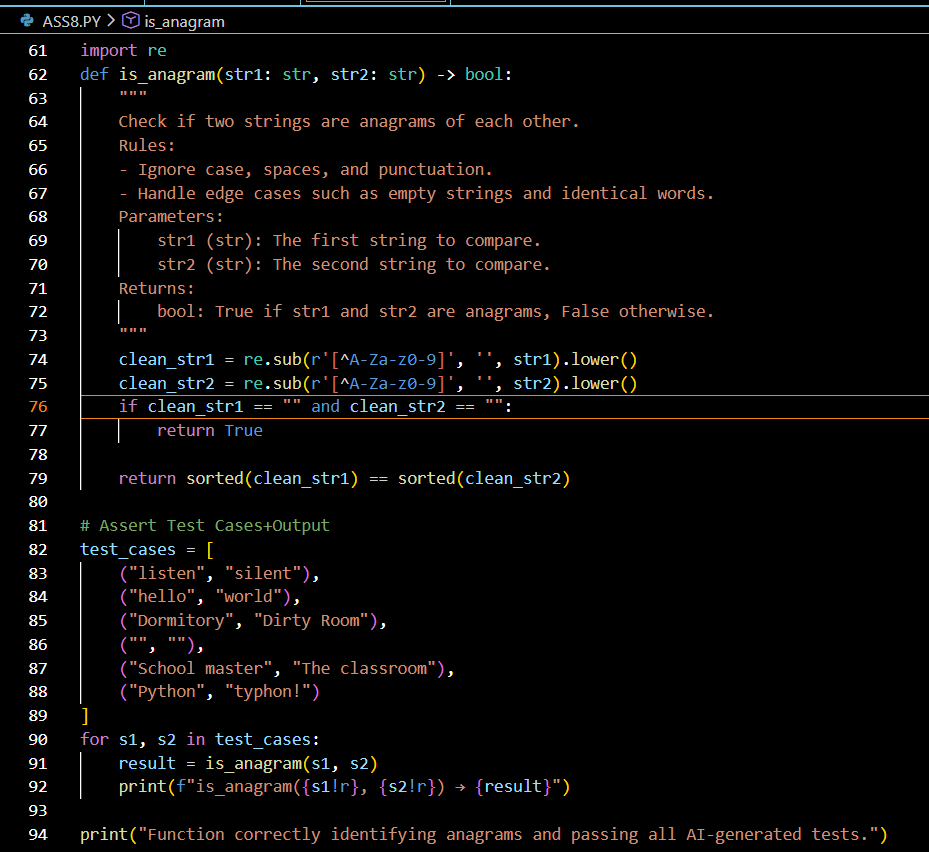 ASS8.PY > is_anagram
61 import re
62 def is_anagram(str1: str, str2: str) -> bool:
63     """
64     Check if two strings are anagrams of each other.
65     Rules:
66     - Ignore case, spaces, and punctuation.
67     - Handle edge cases such as empty strings and identical words.
68     Parameters:
69         str1 (str): The first string to compare.
70         str2 (str): The second string to compare.
71     Returns:
72         bool: True if str1 and str2 are anagrams, False otherwise.
73     """
74     clean_str1 = re.sub(r'[^A-Za-z0-9]', '', str1).lower()
75     clean_str2 = re.sub(r'[^A-Za-z0-9]', '', str2).lower()
76     if clean_str1 == "" and clean_str2 == "":
77         return True
78
79     return sorted(clean_str1) == sorted(clean_str2)
80
81 # Assert Test Cases+Output
82 test_cases = [
83     ("listen", "silent"),
84     ("hello", "world"),
85     ("Dormitory", "Dirty Room"),
86     ("", ""),
87     ("School master", "The classroom"),
88     ("Python", "typhon!")
89 ]
90 for s1, s2 in test_cases:
91     result = is_anagram(s1, s2)
92     print(f"is_anagram({s1!r}, {s2!r}) → {result}")
93
94 print("Function correctly identifying anagrams and passing all AI-generated tests.")